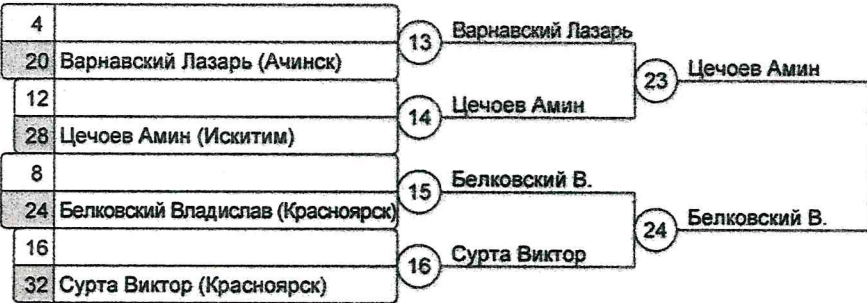 4
13 Варнавский Лазарь
20 Варнавский Лазарь (Ачинск)
23 Цечоев Амин
12
14 Цечоев Амин
28 Цечоев Амин (Искитим)
8
15 Белковский В.
24 Белковский Владислав (Красноярск)
24 Белковский В.
16
16 Сурта Виктор
32 Сурта Виктор (Красноярск)